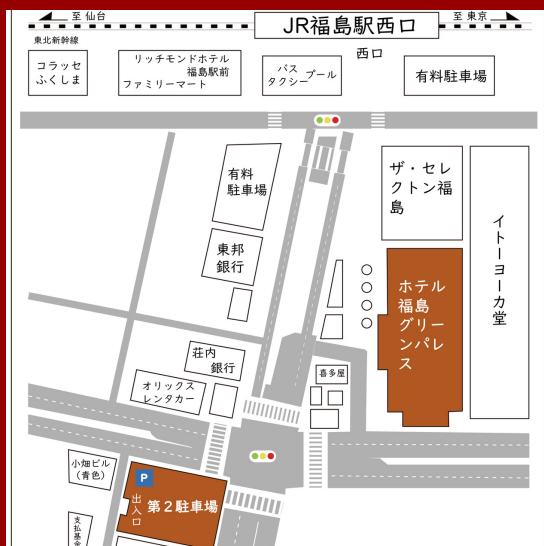 至 仙台
JR福島駅西口
至 東京
東北新幹線
西口
コラッセ
ふくしま
リッチモンドホテル
福島駅前
ファミリーマート
バス
タクシー
プール
有料駐車場
有料
駐車場
ザ・セレ
クトン福
島
イトーヨーカ堂
東邦
銀行
ホテル
福島
グリー
ンパレ
ス
荘内
銀行
喜多屋
オリックス
レンタカー
小畑ビル
(青色)
P
出入口
第2駐車場
支払基金